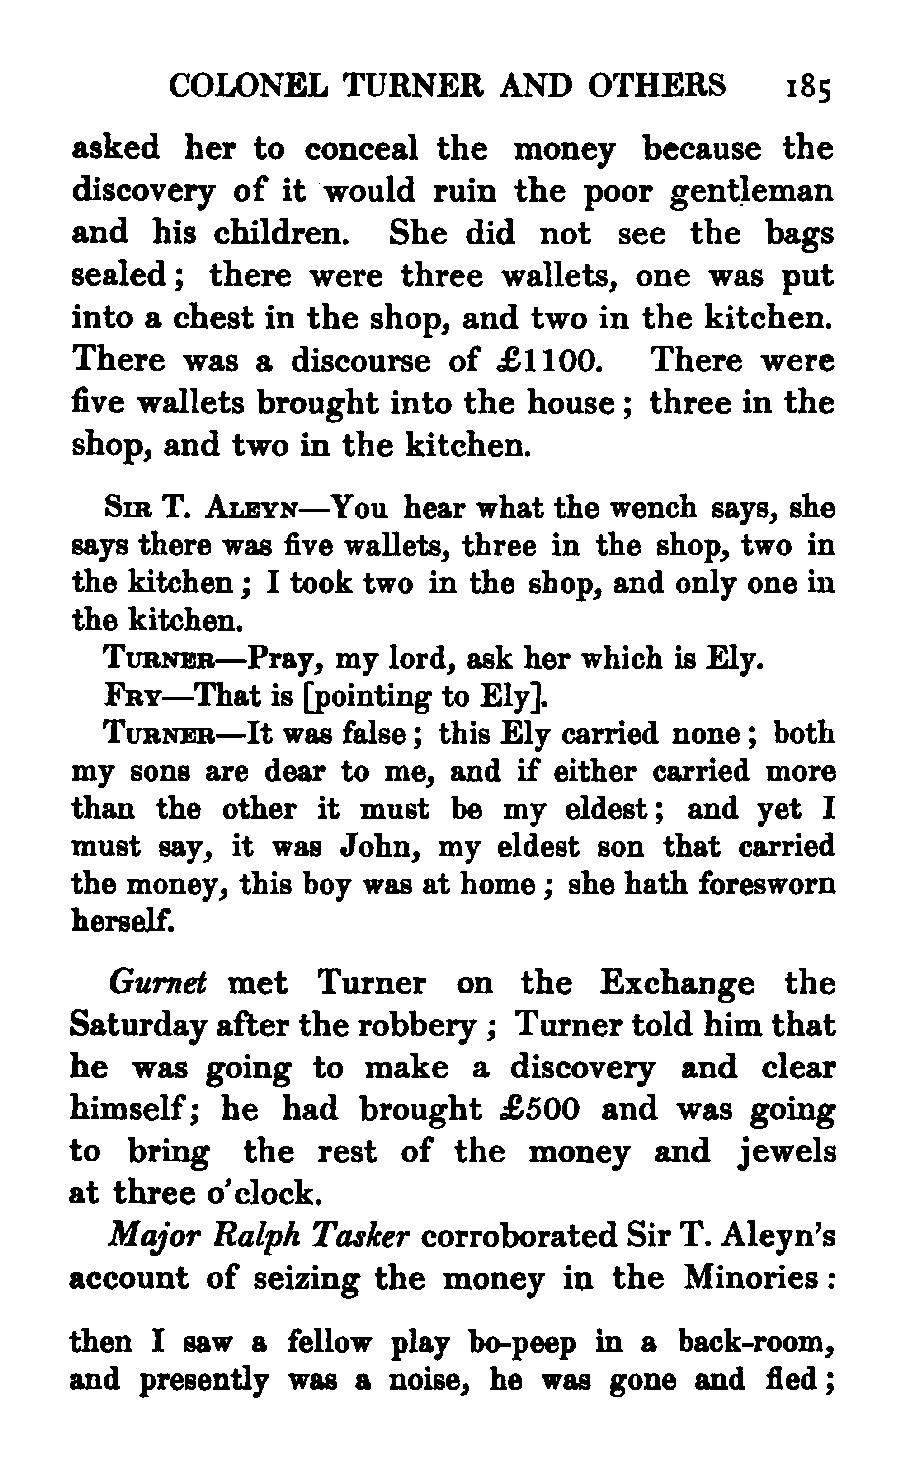 COLONEL TURNER AND OTHERS 185
asked her to conceal the money because the
discovery of it would ruin the poor gentleman
and his children. She did not see the bags
sealed; there were three wallets, one was put
into a chest in the shop, and two in the kitchen.
There was a discourse of £1100. There were
five wallets brought into the house; three in the
shop, and two in the kitchen.
SIR T. ALEYN—You hear what the wench says, she
says there was five wallets, three in the shop, two in
the kitchen; I took two in the shop, and only one in
the kitchen.
TURNER—Pray, my lord, ask her which is Ely.
FRY—That is [pointing to Ely].
TURNER—It was false; this Ely carried none; both
my sons are dear to me, and if either carried more
than the other it must be my eldest; and yet I
must say, it was John, my eldest son that carried
the money, this boy was at home; she hath foresworn
herself.
Gurnet met Turner on the Exchange the
Saturday after the robbery; Turner told him that
he was going to make a discovery and clear
himself; he had brought £500 and was going
to bring the rest of the money and jewels
at three o'clock.
Major Ralph Tasker corroborated Sir T. Aleyn's
account of seizing the money in the Minories:
then I saw a fellow play bo-peep in a back-room,
and presently was a noise, he was gone and fled;